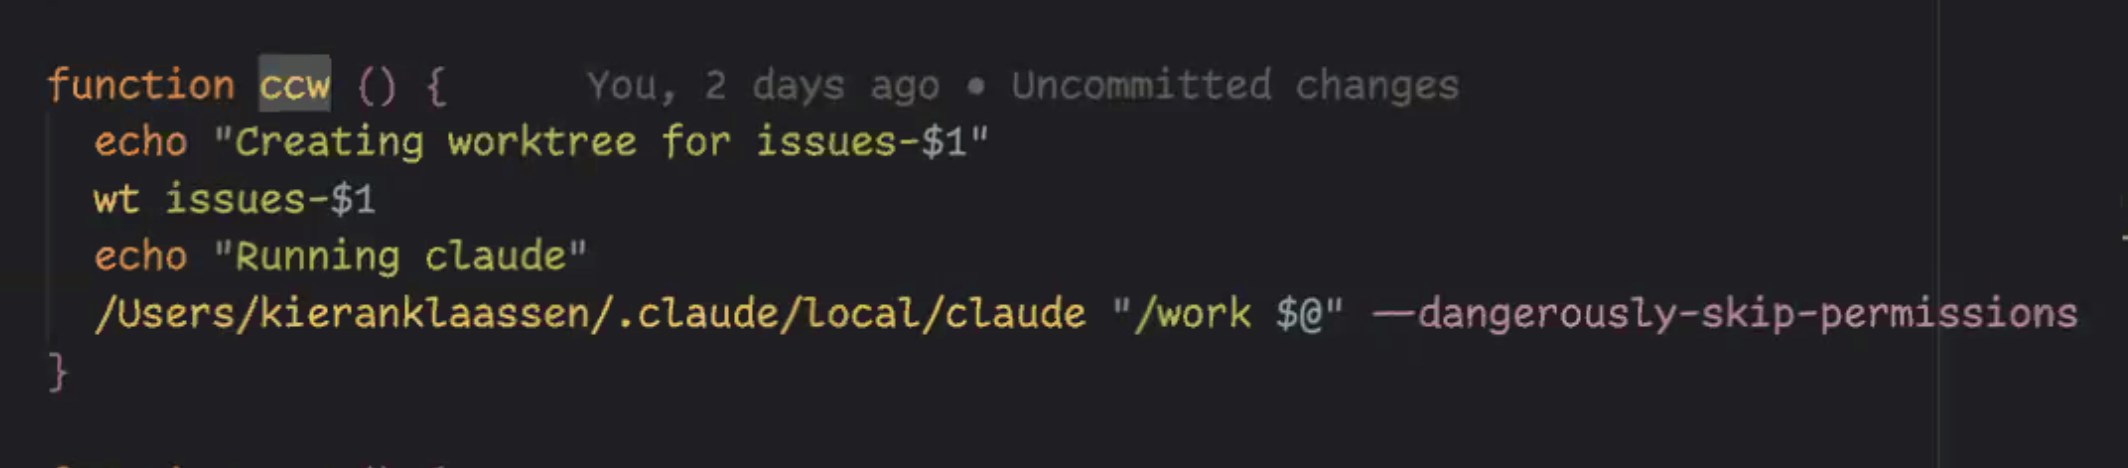 function ccw () {      You, 2 days ago • Uncommitted changes
  echo "Creating worktree for issues-$1"
  wt issues-$1
  echo "Running claude"
  /Users/kieranklaassen/.claude/local/claude "/work $@" --dangerously-skip-permissions
}